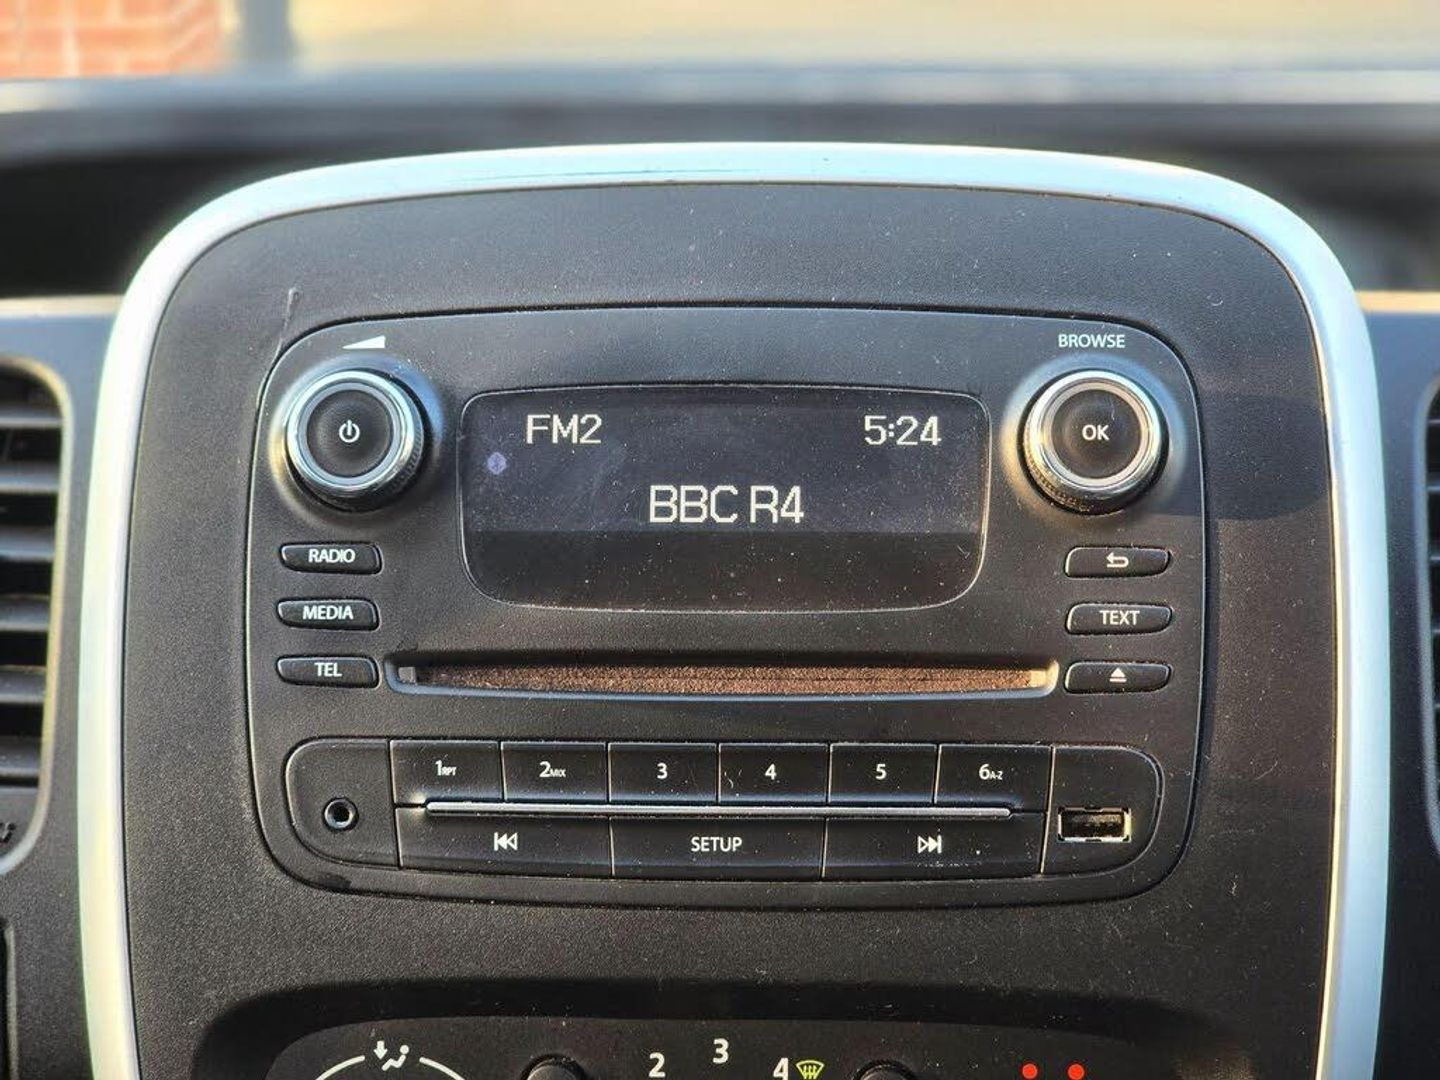 BROWSE
FM2 5:24
OK
BBC R4
RADIO
MEDIA TEXT
TEL
1RPT 2MIX 3 4 5 6A-Z
SETUP
2 3 4